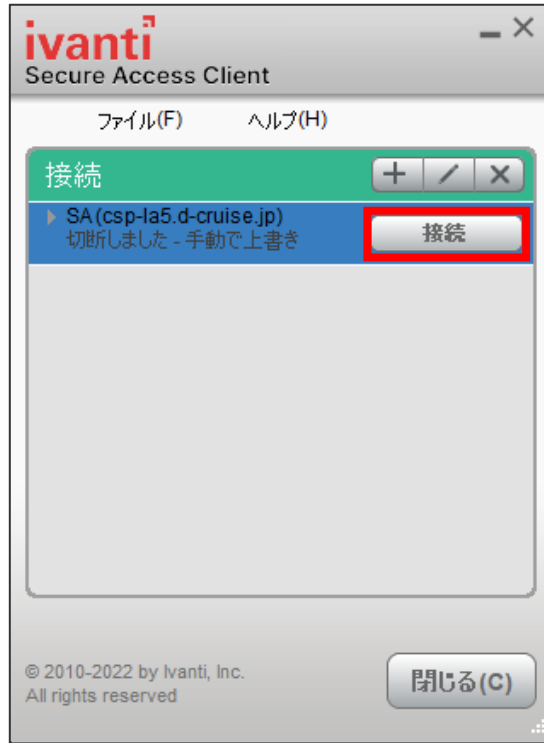 ivanti
Secure Access Client
ファイル(F) ヘルプ(H)
接続
SA(csp-la5.d-cruise.jp)
切断しました - 手動で上書き
接続
© 2010-2022 by Ivanti, Inc.
All rights reserved
閉じる(C)